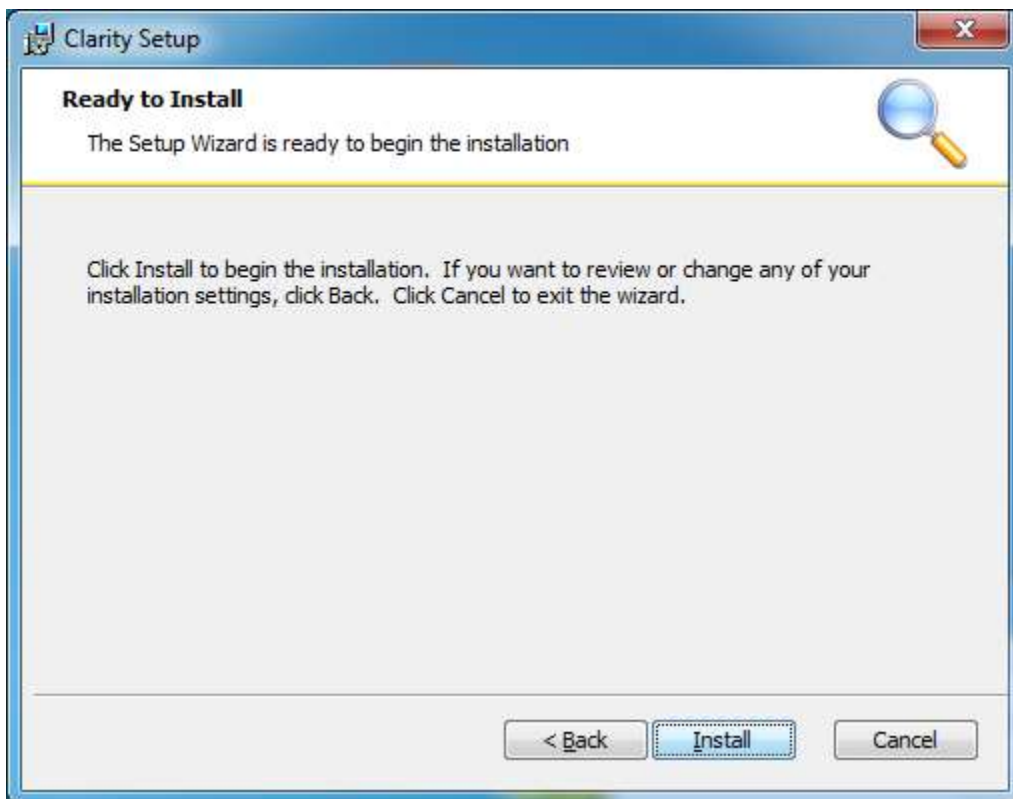 Clarity Setup
Ready to Install
The Setup Wizard is ready to begin the installation
Click Install to begin the installation.  If you want to review or change any of your
installation settings, click Back.  Click Cancel to exit the wizard.
< Back
Install
Cancel